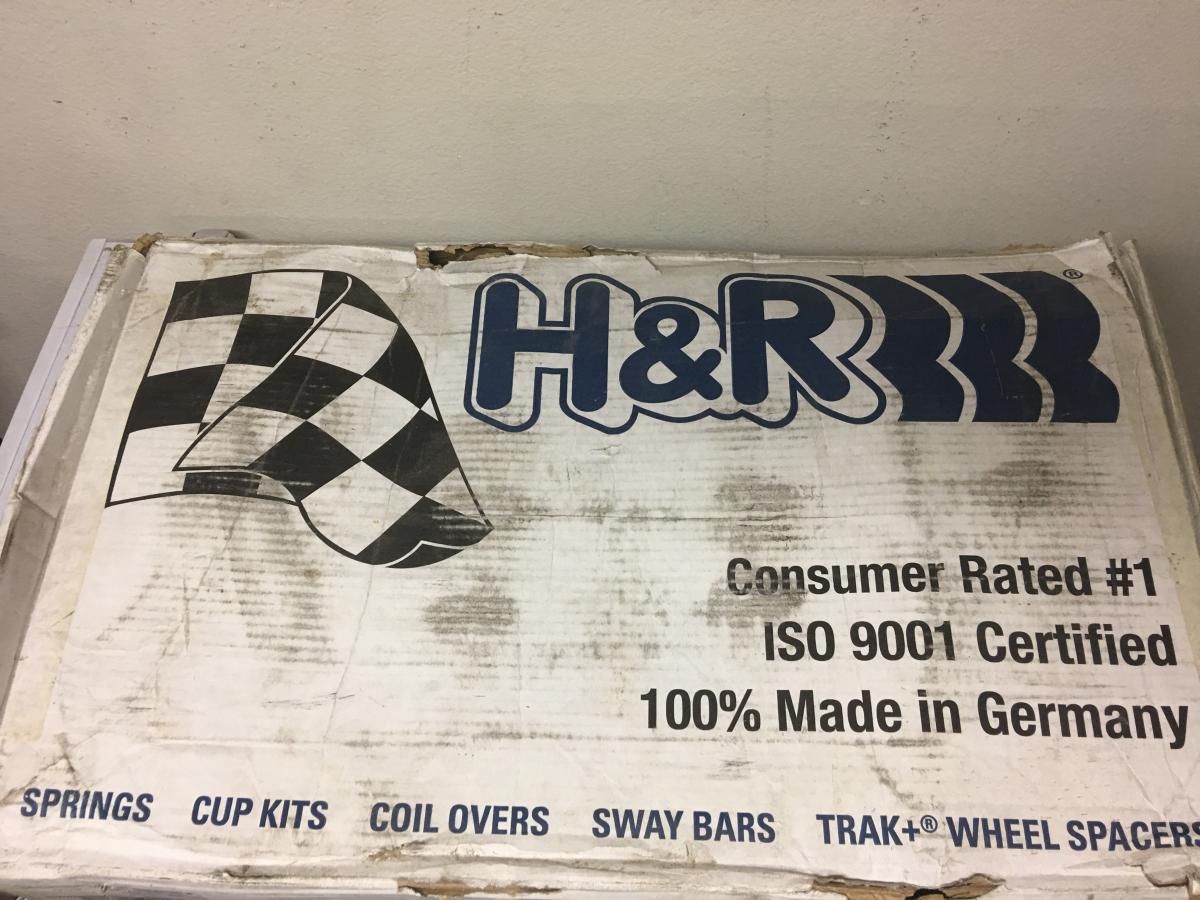 H&R®
Consumer Rated #1
ISO 9001 Certified
100% Made in Germany
SPRINGS CUP KITS COIL OVERS SWAY BARS TRAK+® WHEEL SPACERS